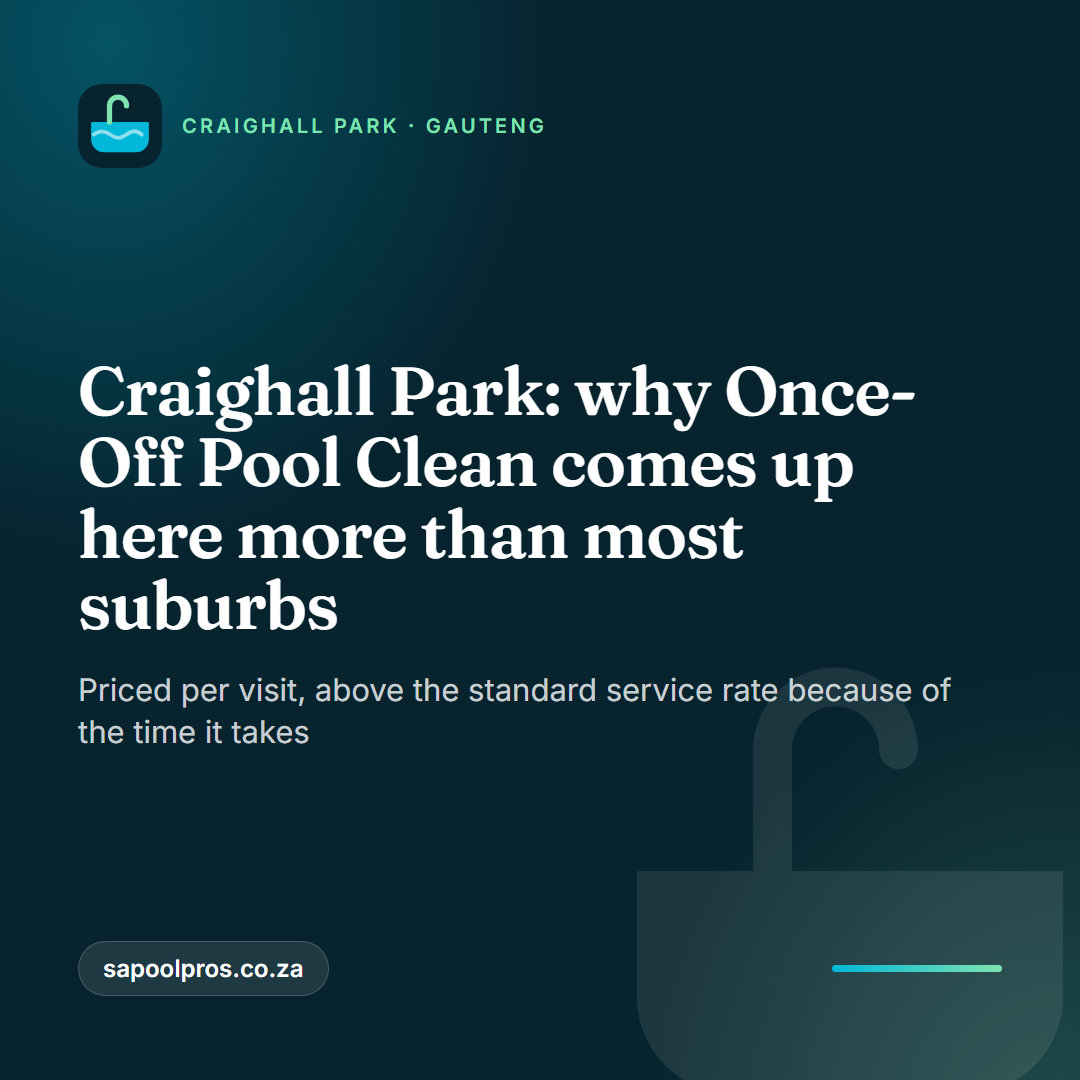 CRAIGHALL PARK · GAUTENG
Craighall Park: why Once-
Off Pool Clean comes up
here more than most
suburbs
Priced per visit, above the standard service rate because of
the time it takes
sapoolpros.co.za